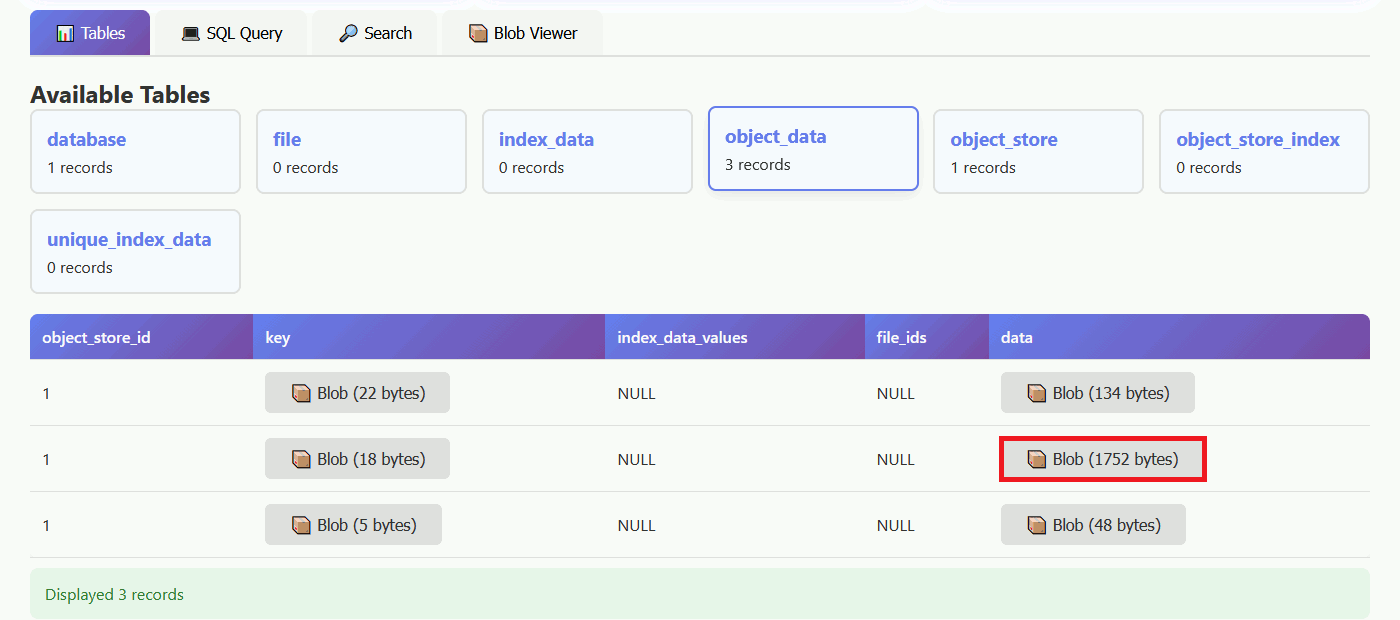 Tables SQL Query Search Blob Viewer
Available Tables
database file index_data object_data object_store object_store_index
1 records 0 records 0 records 3 records 1 records 0 records
unique_index_data
0 records
object_store_id key index_data_values file_ids data
1 Blob (22 bytes) NULL NULL Blob (134 bytes)
1 Blob (18 bytes) NULL NULL Blob (1752 bytes)
1 Blob (5 bytes) NULL NULL Blob (48 bytes)
Displayed 3 records